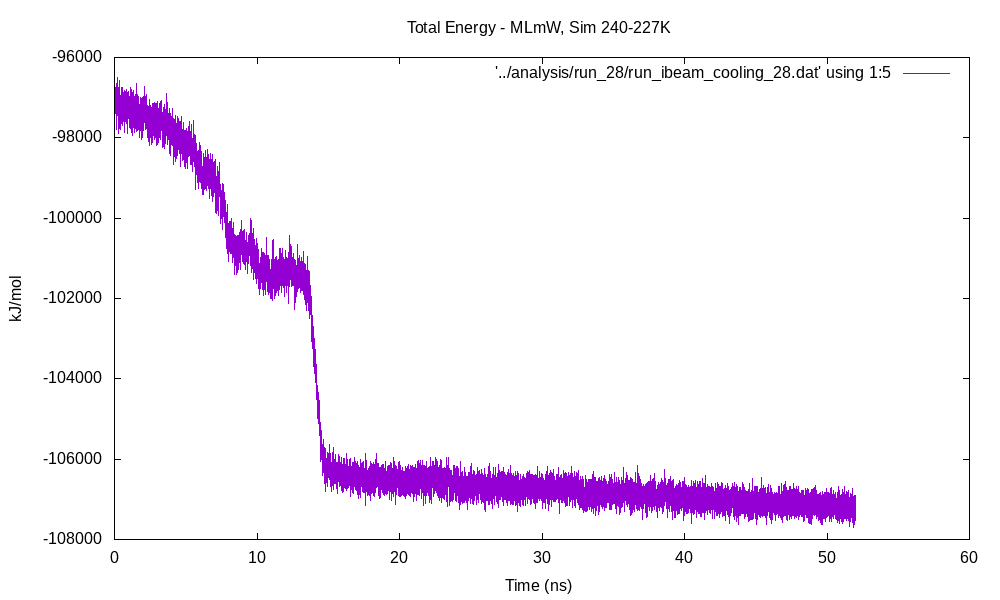 Total Energy - MLmW, Sim 240-227K
'../analysis/run_28/run_ibeam_cooling_28.dat' using 1:5
-96000
-98000
-100000
-102000
-104000
-106000
-108000
kJ/mol
0 10 20 30 40 50 60
Time (ns)